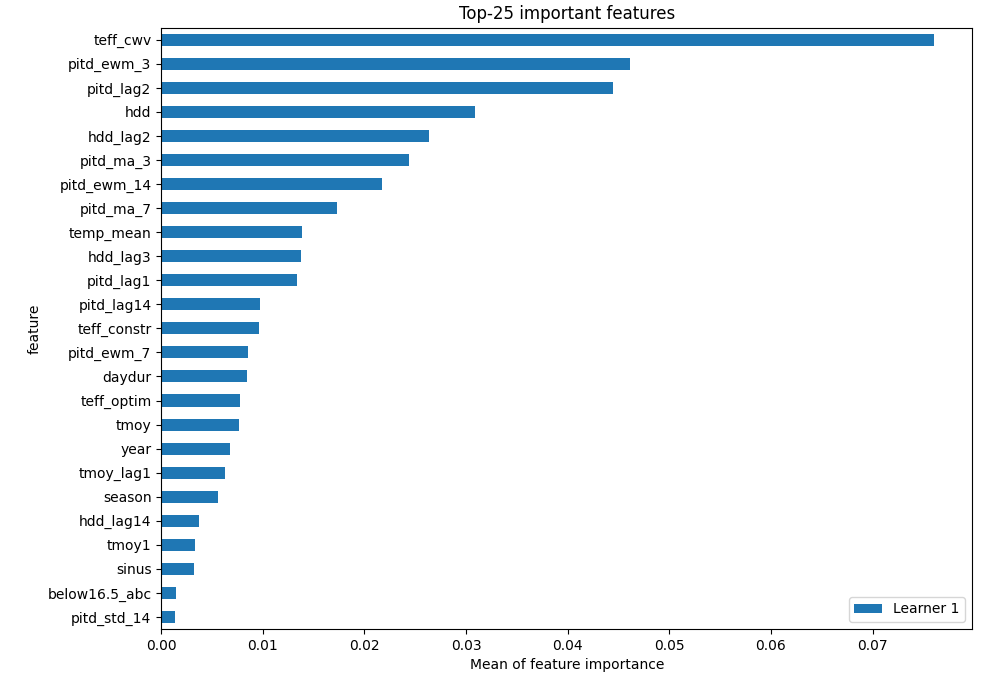 Top-25 important features
teff_cwv
pitd_ewm_3
pitd_lag2
hdd
hdd_lag2
pitd_ma_3
pitd_ewm_14
pitd_ma_7
temp_mean
hdd_lag3
pitd_lag1
pitd_lag14
teff_constr
pitd_ewm_7
daydur
teff_optim
tmoy
year
tmoy_lag1
season
hdd_lag14
tmoy1
sinus
below16.5_abc
pitd_std_14
feature
Learner 1
0.00 0.01 0.02 0.03 0.04 0.05 0.06 0.07
Mean of feature importance